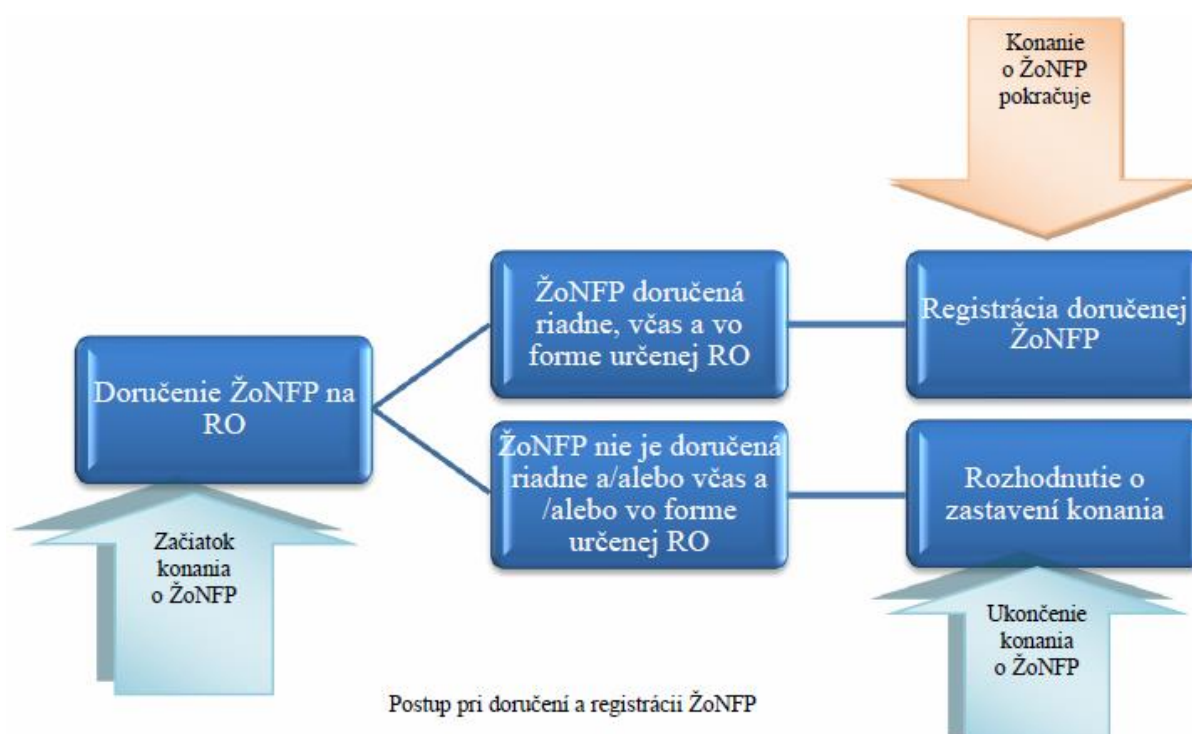 Konanie
o ŽoNFP
pokračuje
ŽoNFP doručená
riadne, včas a vo
forme určenej RO
Registrácia doručenej
ŽoNFP
Doručenie ŽoNFP na
RO
ŽoNFP nie je doručená
riadne a/alebo včas a
/alebo vo forme
určenej RO
Rozhodnutie o
zastavení konania
Začiatok
konania
o ŽoNFP
Ukončenie
konania
o ŽoNFP
Postup pri doručení a registrácii ŽoNFP